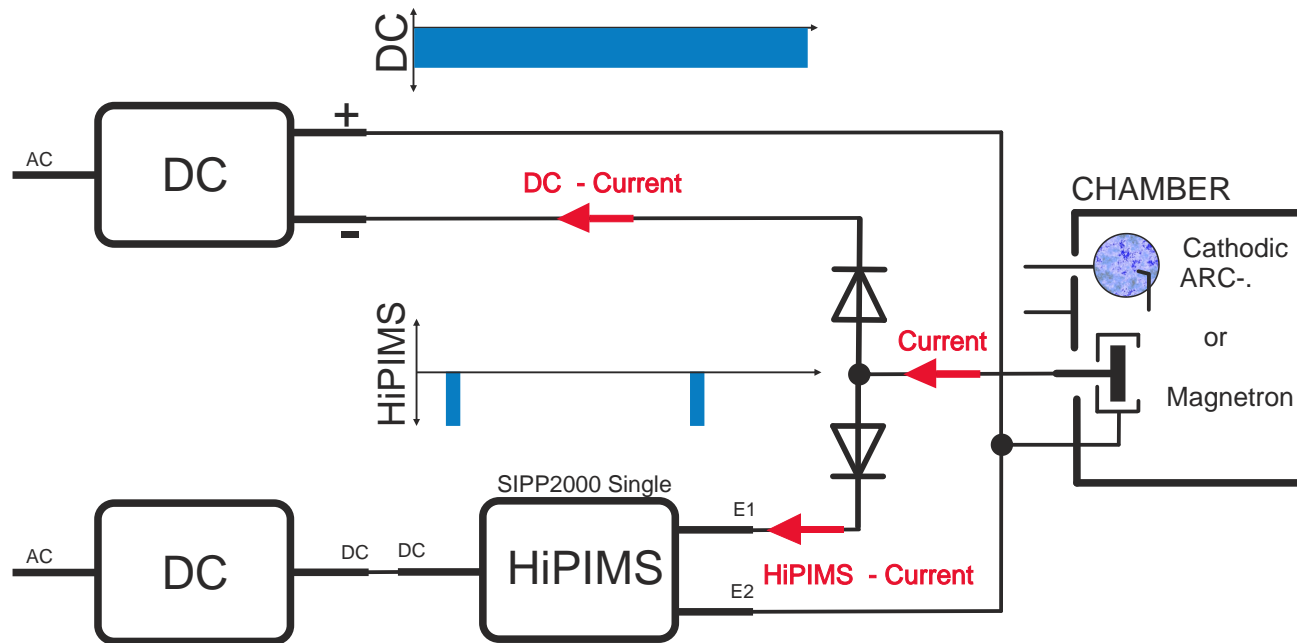 DC
+
AC
DC
-
DC - Current
CHAMBER
Cathodic
ARC-.
or
Magnetron
HiPIMS
Current
SIPP2000 Single
E1
AC
DC
DC
DC
HiPIMS
HiPIMS - Current
E2